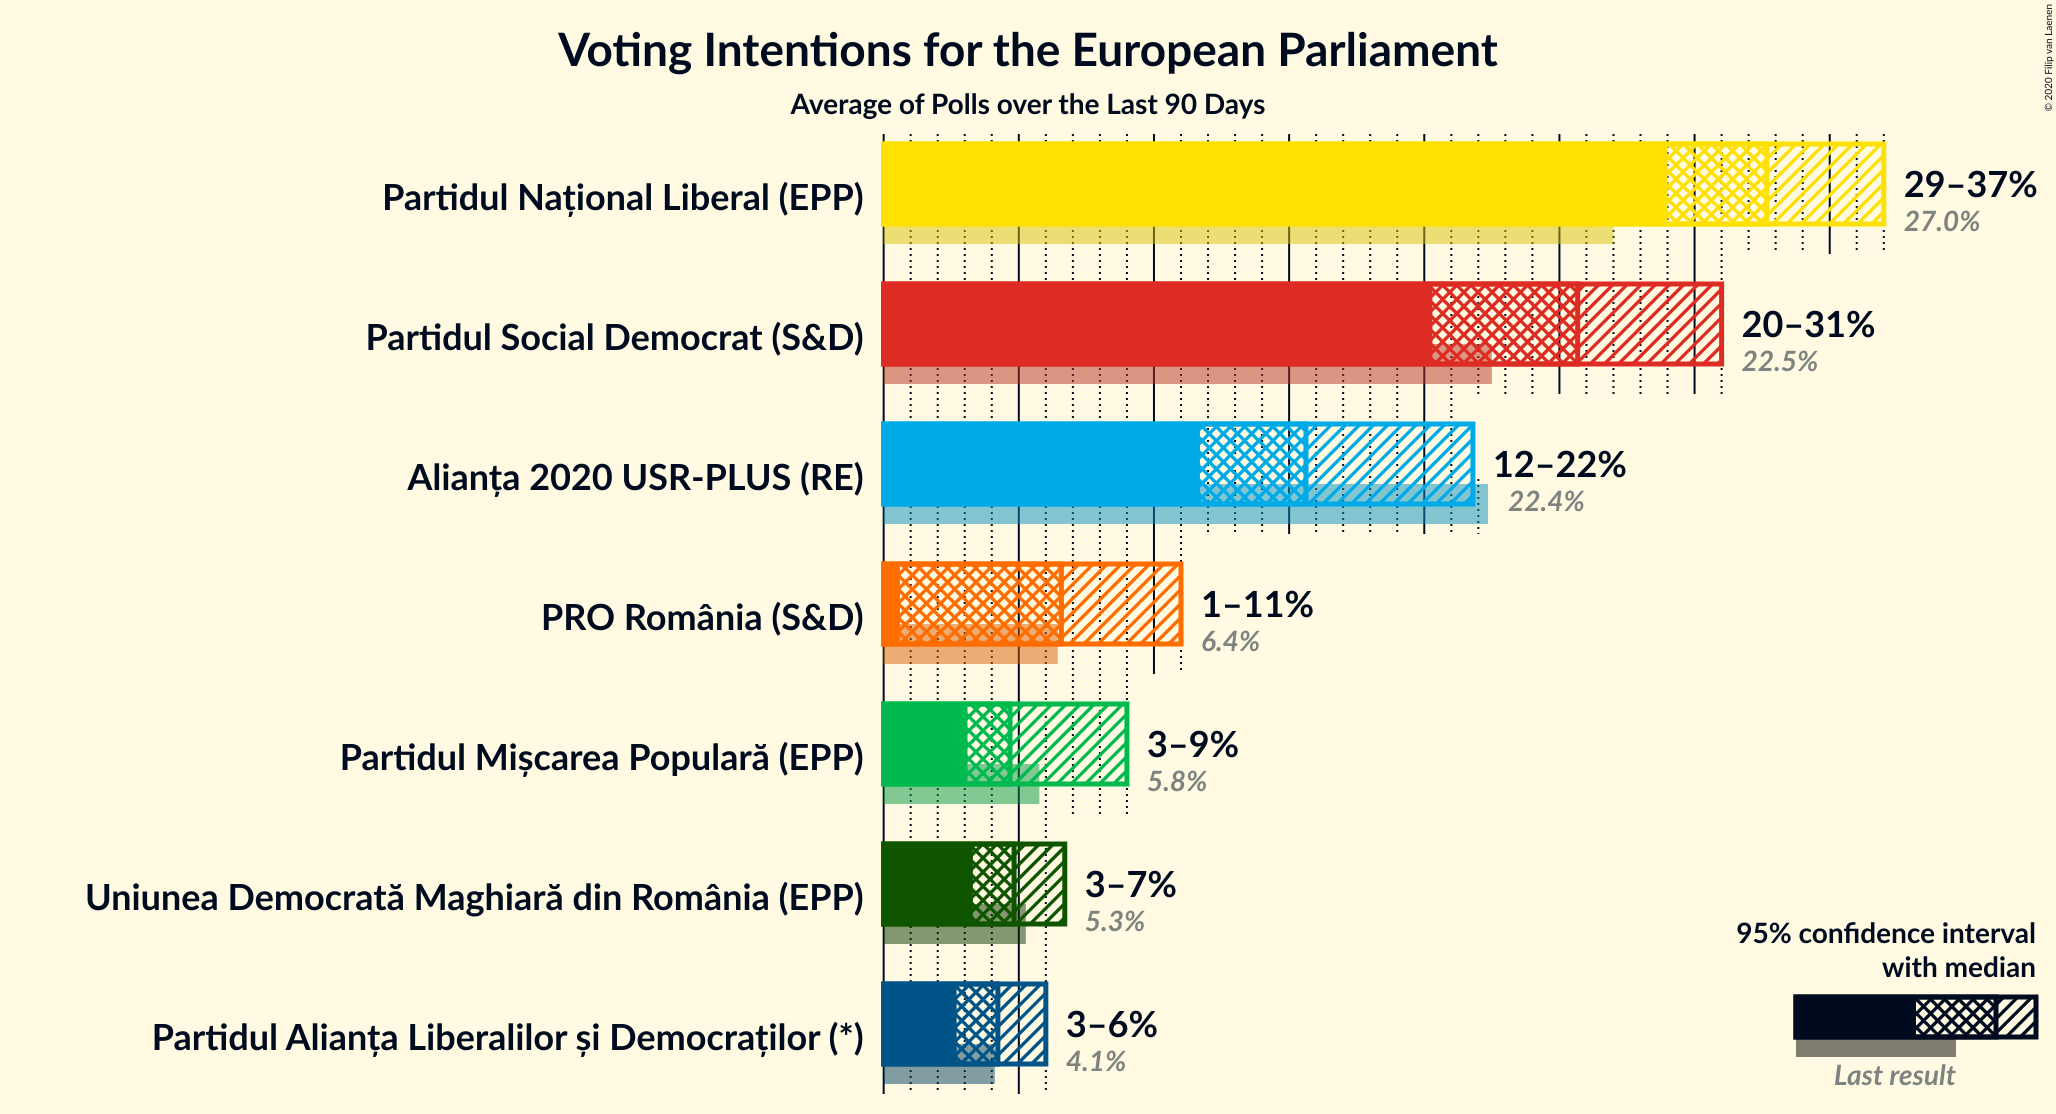 Voting Intentions for the European Parliament
Average of Polls over the Last 90 Days
© 2020 Filip van Laenen
Partidul Național Liberal (EPP)
29–37%
27.0%
Partidul Social Democrat (S&D)
20–31%
22.5%
Alianța 2020 USR-PLUS (RE)
12–22%
22.4%
PRO România (S&D)
1–11%
6.4%
Partidul Mișcarea Populară (EPP)
3–9%
5.8%
Uniunea Democrată Maghiară din România (EPP)
3–7%
5.3%
Partidul Alianța Liberalilor și Democraților (*)
3–6%
4.1%
95% confidence interval
with median
Last result